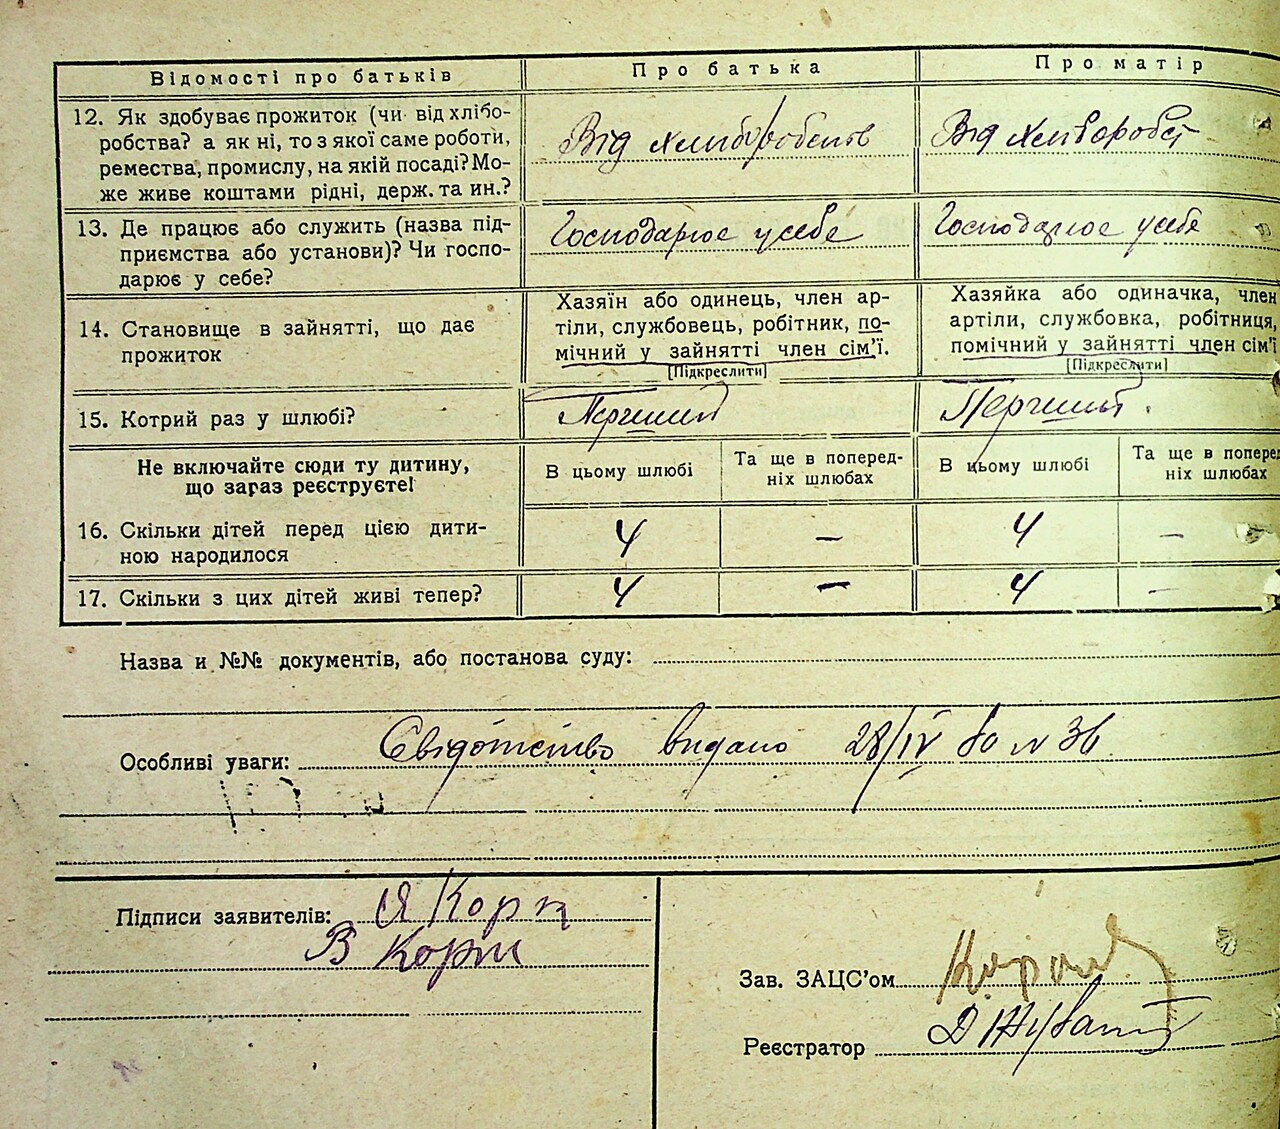 Відомості про батьків
Про батька
Про матір
12. Як здобуває прожиток (чи від хлібо-
робства? а як ні, то з якої саме роботи,
ремества, промислу, на якій посаді? Мо-
же живе коштами рідні, держ. та ин.?
Від
Від
13. Де працює або служить (назва під-
приємства або установи)? Чи госпо-
дарює у себе?
Господарює у себе
Господарює у себе
14. Становище в зайнятті, що дає
прожиток
Хазяїн або одинець, член ар-
тіли, службовець, робітник, по-
мічний у зайнятті член сім'ї.
[Підкреслити]
Хазяйка або одиначка, член
артіли, службовка, робітниця,
помічний у зайнятті член сім'ї
[Підкреслити]
15. Котрий раз у шлюбі?
Перший
Перший
Не включайте сюди ту дитину,
що зараз реєструєте!
В цьому шлюбі
Та ще в поперед-
ніх шлюбах
В цьому шлюбі
Та ще в поперед
ніх шлюбах
16. Скільки дітей перед цією дити-
ною народилося
4
–
4
–
17. Скільки з цих дітей живі тепер?
4
–
4
–
Назва и №№ документів, або постанова суду:
Особливі уваги: Свідотство видано 28/IV N 36
Підписи заявителів: Я Корж
В Корж
Зав. ЗАЦС'ом
Реєстратор